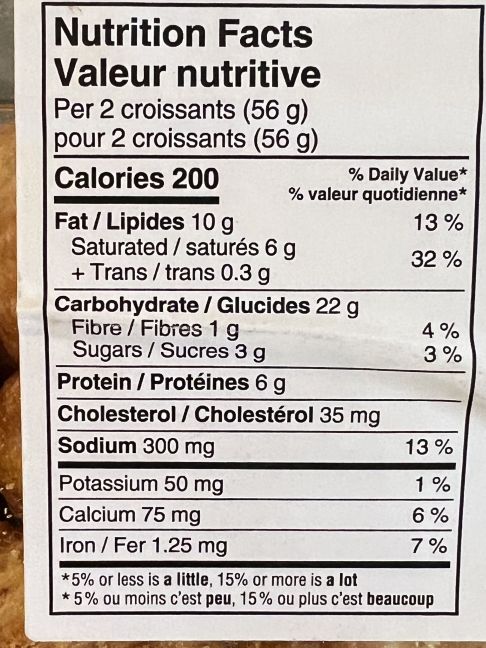 Nutrition Facts
Valeur nutritive
Per 2 croissants (56 g)
pour 2 croissants (56 g)
Calories 200
% Daily Value*
% valeur quotidienne*
Fat / Lipides 10 g 13 %
Saturated / saturés 6 g
+ Trans / trans 0.3 g 32 %
Carbohydrate / Glucides 22 g
Fibre / Fibres 1 g 4 %
Sugars / Sucres 3 g 3 %
Protein / Protéines 6 g
Cholesterol / Cholestérol 35 mg
Sodium 300 mg 13 %
Potassium 50 mg 1 %
Calcium 75 mg 6 %
Iron / Fer 1.25 mg 7 %
*5% or less is a little, 15% or more is a lot
* 5% ou moins c'est peu, 15% ou plus c'est beaucoup